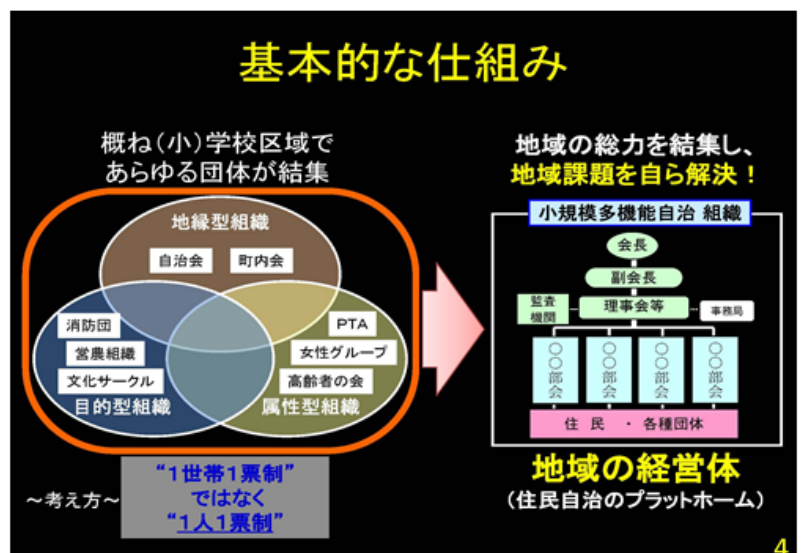 基本的な仕組み
概ね（小）学校区域で
あらゆる団体が結集
地縁型組織
自治会
町内会
消防団
営農組織
文化サークル
目的型組織
PTA
女性グループ
高齢者の会
属性型組織
～考え方～
“１世帯１票制”
ではなく
“１人１票制”
地域の総力を結集し、
地域課題を自ら解決！
小規模多機能自治 組織
会長
副会長
監査
機関
理事会等
事務局
〇〇部会
〇〇部会
〇〇部会
〇〇部会
住 民 ・ 各種団体
地域の経営体
（住民自治のプラットホーム）
4